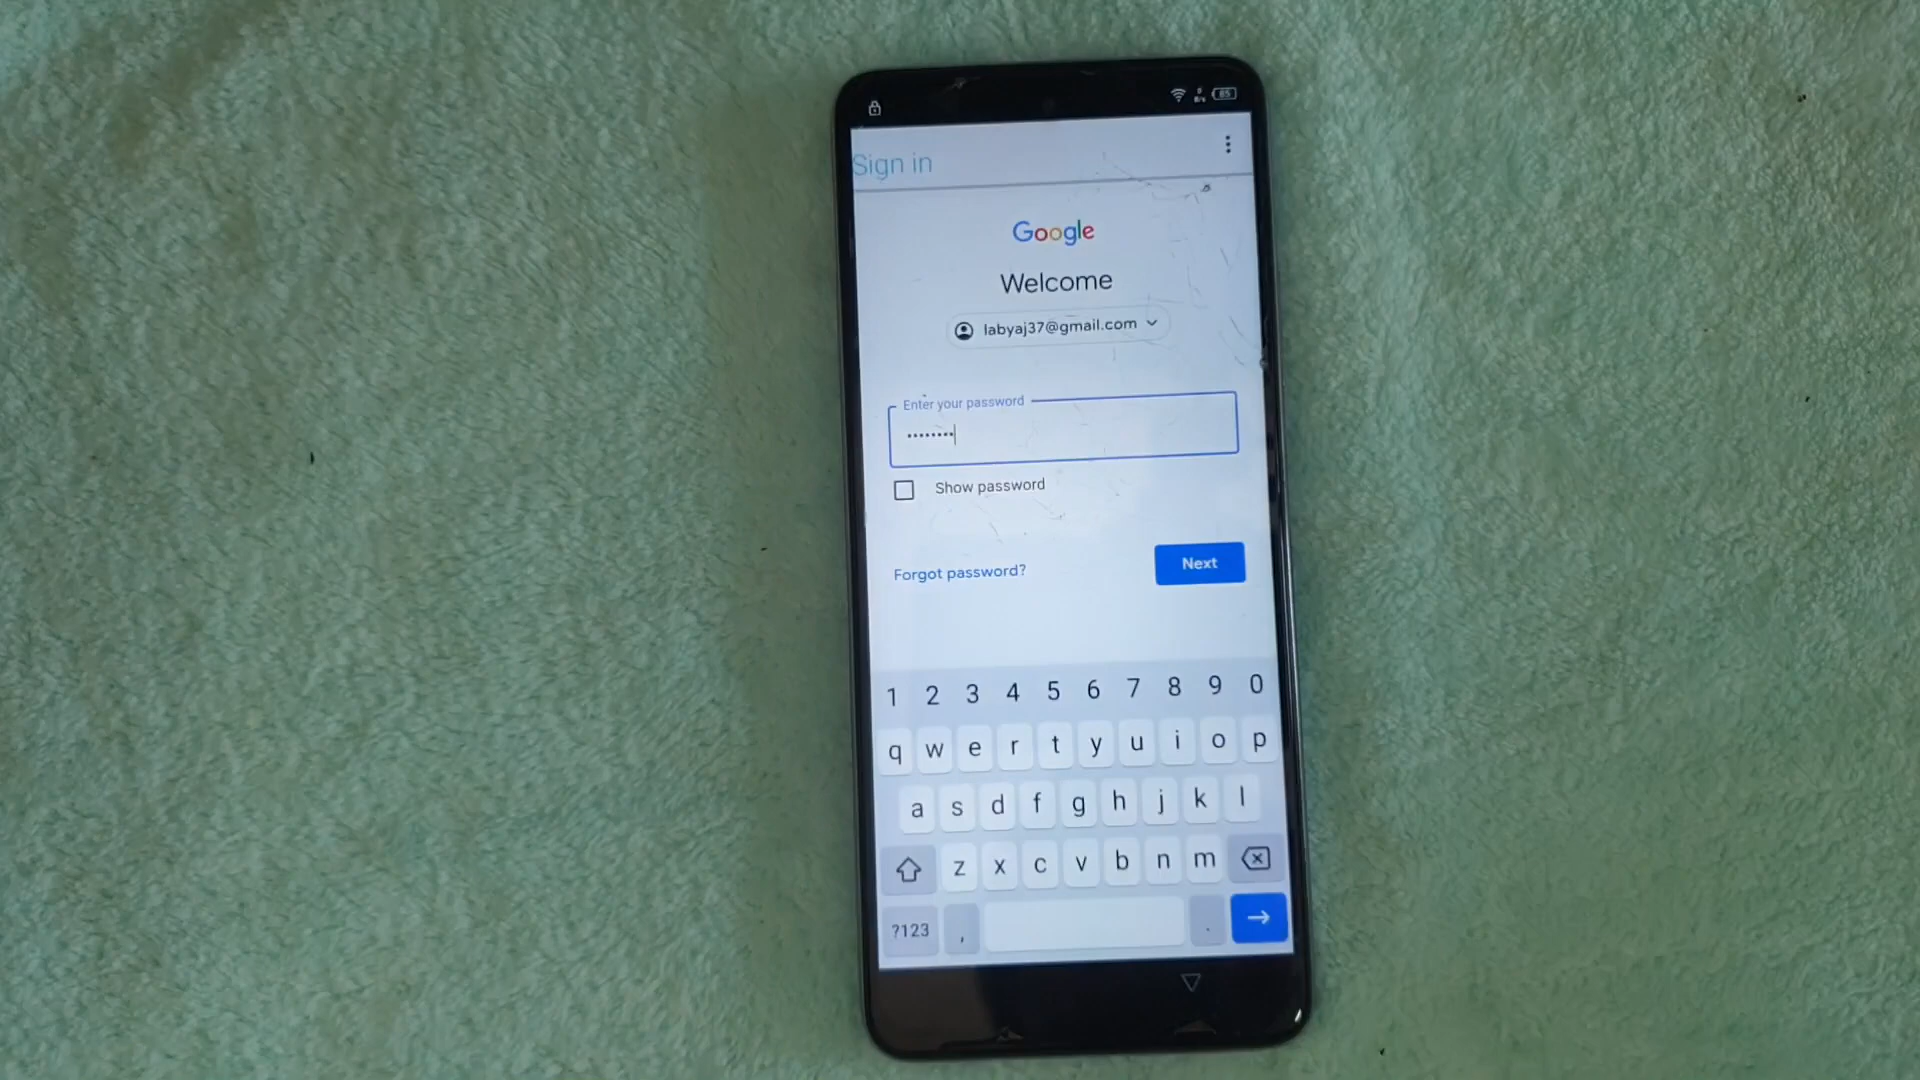 85
Sign in
Google
Welcome
labyaj37@gmail.com
Enter your password
••••••••
Show password
Forgot password?
Next
1 2 3 4 5 6 7 8 9 0
q w e r t y u i o p
a s d f g h j k l
z x c v b n m
?123 , .